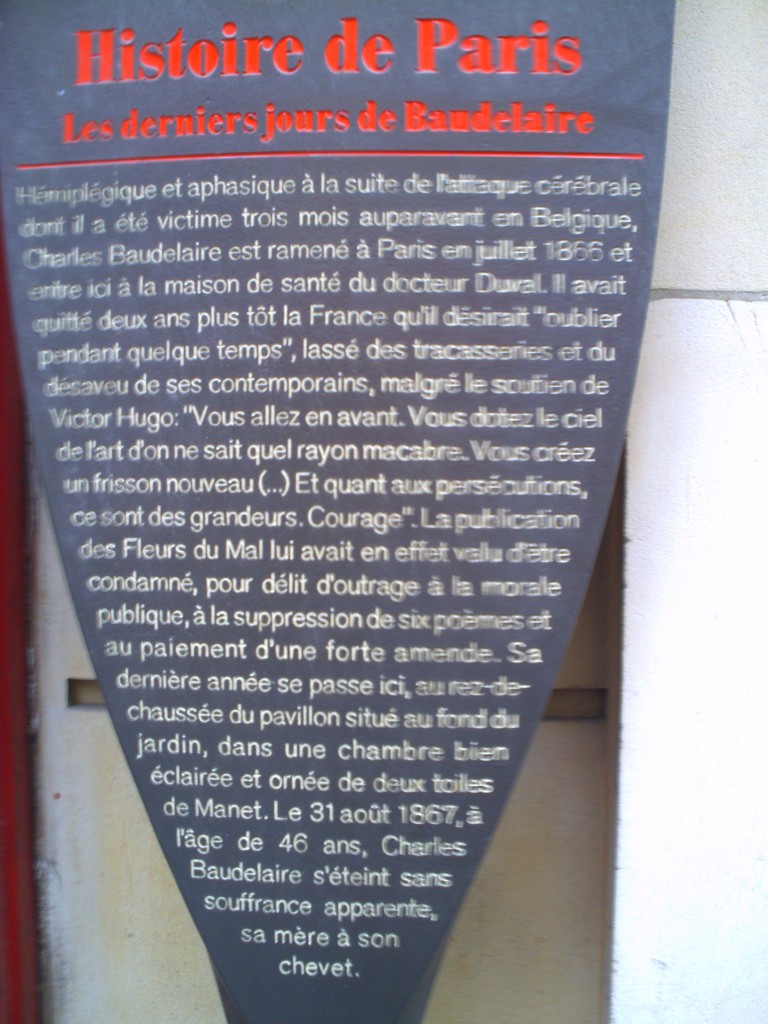 Histoire de Paris
Les derniers jours de Baudelaire
Hémiplégique et aphasique à la suite de l'attaque cérébrale
dont il a été victime trois mois auparavant en Belgique,
Charles Baudelaire est ramené à Paris en juillet 1866 et
entre ici à la maison de santé du docteur Duval. Il avait
quitté deux ans plus tôt la France qu'il désirait "oublier
pendant quelque temps", lassé des tracasseries et du
désaveu de ses contemporains, malgré le soutien de
Victor Hugo: "Vous allez en avant. Vous dotez le ciel
de l'art d'on ne sait quel rayon macabre. Vous créez
un frisson nouveau (...) Et quant aux persécutions,
ce sont des grandeurs. Courage". La publication
des Fleurs du Mal lui avait en effet valu d'être
condamné, pour délit d'outrage à la morale
publique, à la suppression de six poèmes et
au paiement d'une forte amende. Sa
dernière année se passe ici, au rez-de-
chaussée du pavillon situé au fond du
jardin, dans une chambre bien
éclairée et ornée de deux toiles
de Manet. Le 31 août 1867, à
l'âge de 46 ans, Charles
Baudelaire s'éteint sans
souffrance apparente,
sa mère à son
chevet.